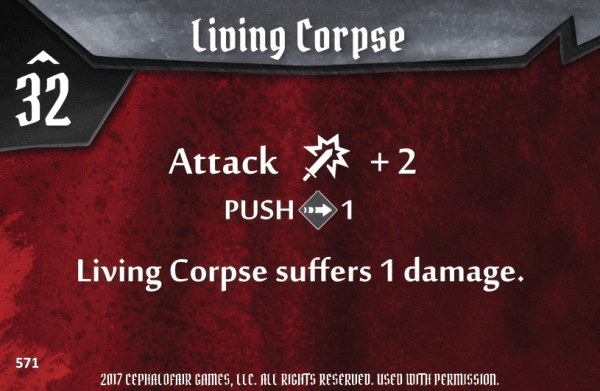 Living Corpse
32
Attack + 2
PUSH 1
Living Corpse suffers 1 damage.
571
2017 CEPHALOFAIR GAMES, LLC. ALL RIGHTS RESERVED. USED WITH PERMISSION.